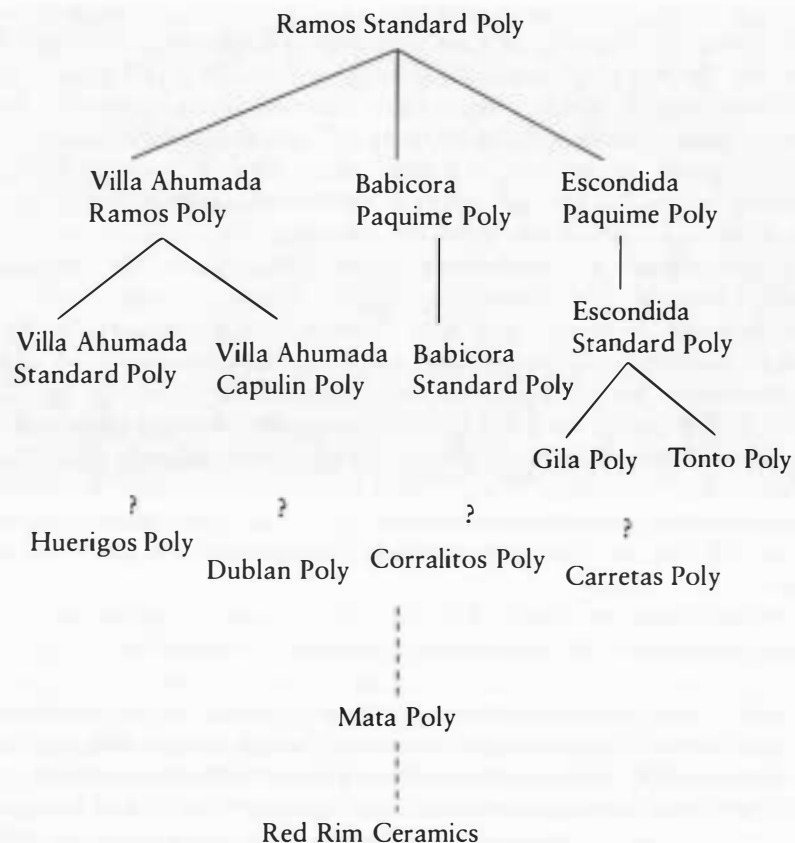 Ramos Standard Poly
Villa Ahumada
Ramos Poly
Babicora
Paquime Poly
Escondida
Paquime Poly
Villa Ahumada
Standard Poly
Villa Ahumada
Capulin Poly
Babicora
Standard Poly
Escondida
Standard Poly
Gila Poly
Tonto Poly
?
?
?
?
Huerigos Poly
Dublan Poly
Corralitos Poly
Carretas Poly
Mata Poly
Red Rim Ceramics